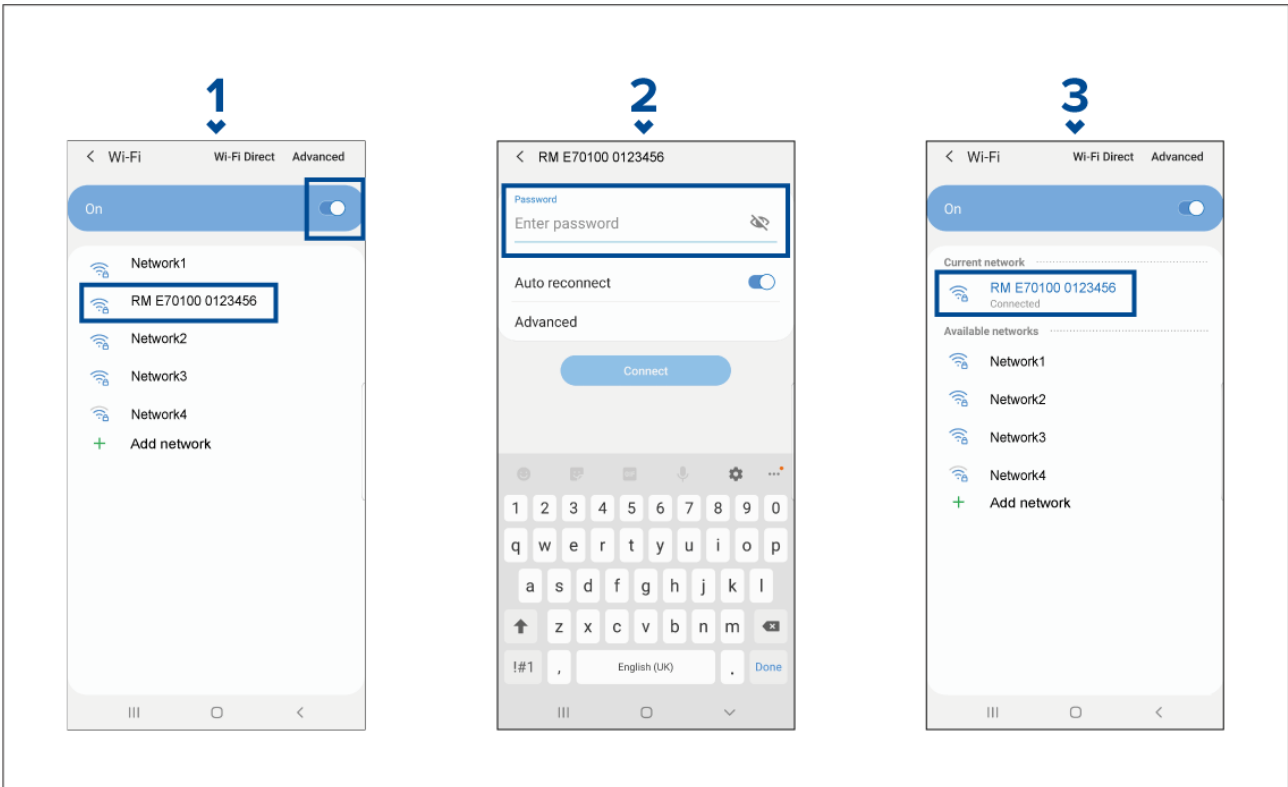 1
Wi-Fi Wi-Fi Direct Advanced
On
Network1
RM E70100 0123456
Network2
Network3
Network4
+ Add network
2
RM E70100 0123456
Password
Enter password
Auto reconnect
Advanced
Connect
GIF
1 2 3 4 5 6 7 8 9 0
q w e r t y u i o p
a s d f g h j k l
z x c v b n m
!#1 , English (UK) . Done
3
Wi-Fi Wi-Fi Direct Advanced
On
Current network
RM E70100 0123456
Connected
Available networks
Network1
Network2
Network3
Network4
+ Add network